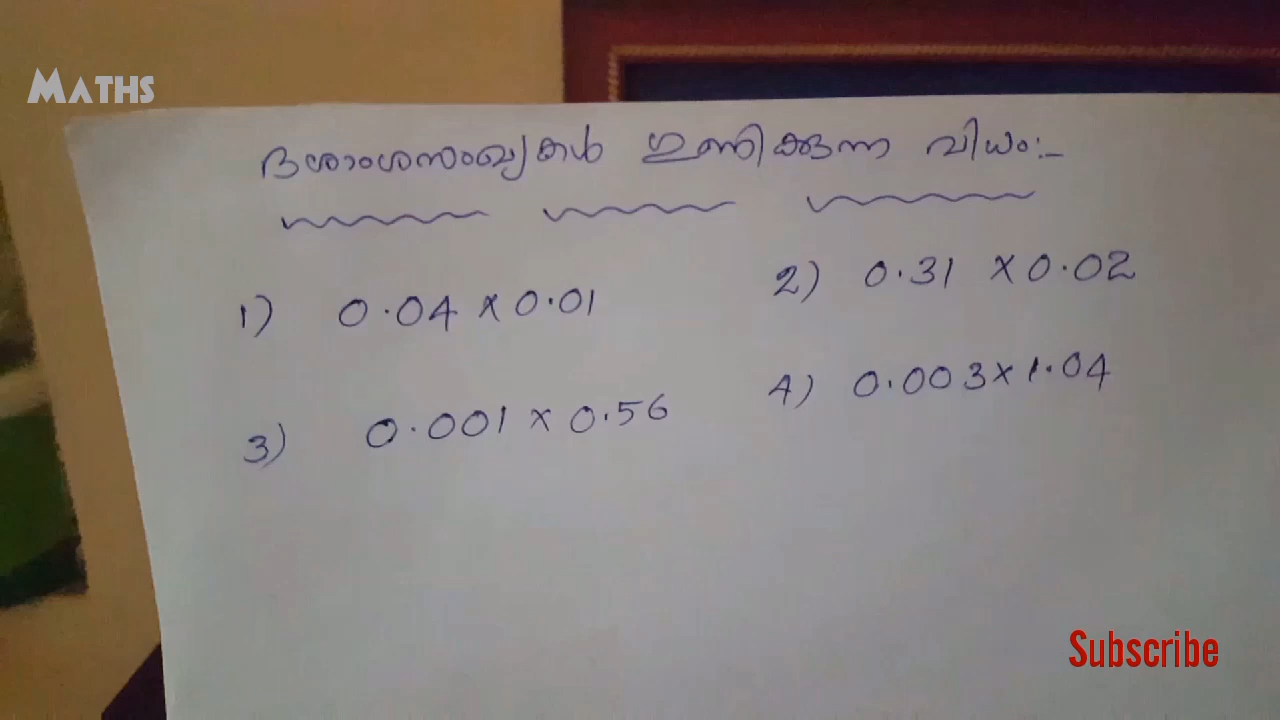 MATHS
ദശാംശസംഖ്യകൾ ഗുണിക്കുന്ന വിധം:-
1) 0.04 x 0.01
2) 0.31 x 0.02
3) 0.001 x 0.56
4) 0.003 x 1.04
Subscribe